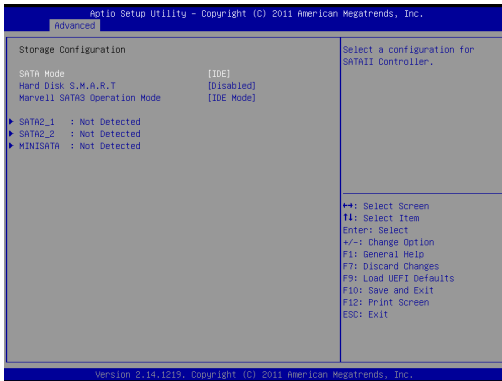 Aptio Setup Utility – Copyright (C) 2011 American Megatrends, Inc.
Advanced
Storage Configuration
SATA Mode [IDE]
Hard Disk S.M.A.R.T [Disabled]
Marvell SATA3 Operation Mode [IDE Mode]
SATA2_1 : Not Detected
SATA2_2 : Not Detected
MINISATA : Not Detected
Select a configuration for
SATAII Controller.
↔: Select Screen
↑↓: Select Item
Enter: Select
+/-: Change Option
F1: General Help
F7: Discard Changes
F9: Load UEFI Defaults
F10: Save and Exit
F12: Print Screen
ESC: Exit
Version 2.14.1219. Copyright (C) 2011 American Megatrends, Inc.